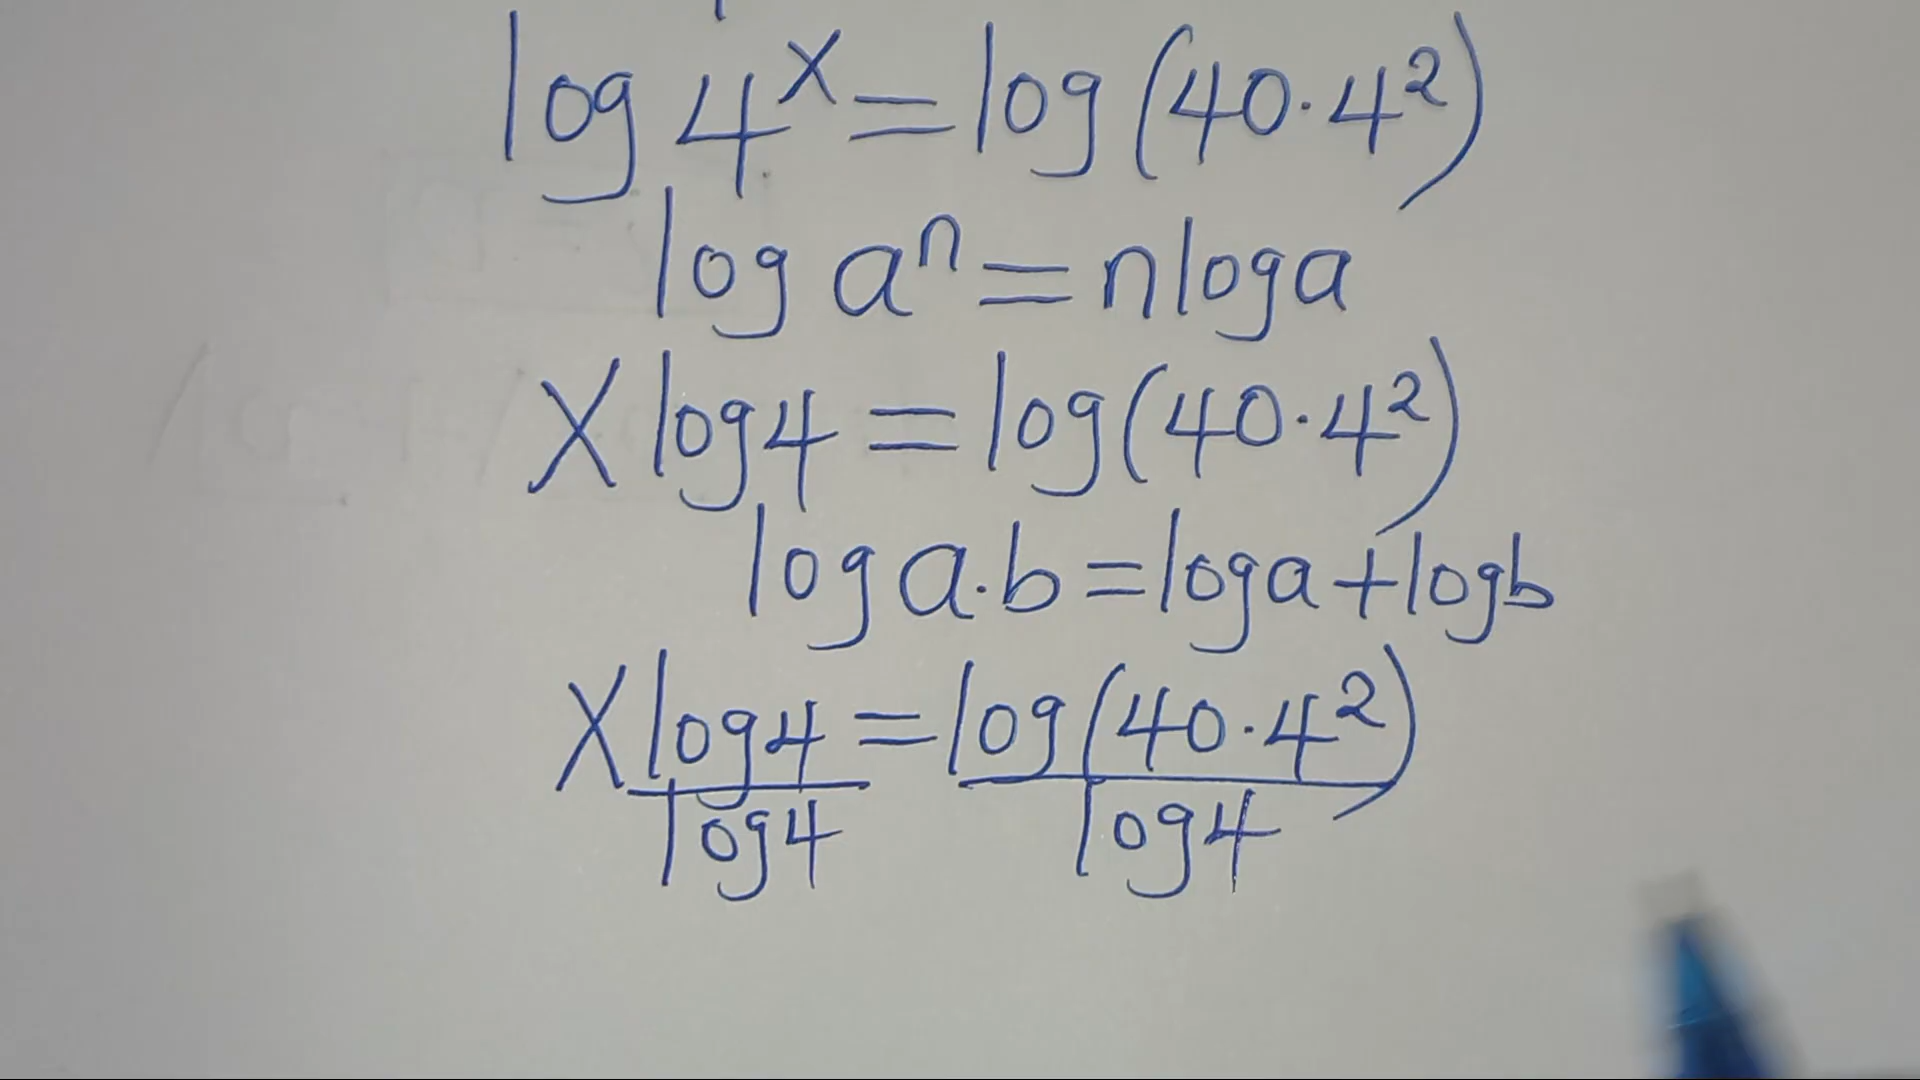 log 4^x = log (40·4²)
log a^n = n log a
X log 4 = log (40·4²)
log a·b = log a + log b
X log 4 = log (40·4²)
log 4 log 4